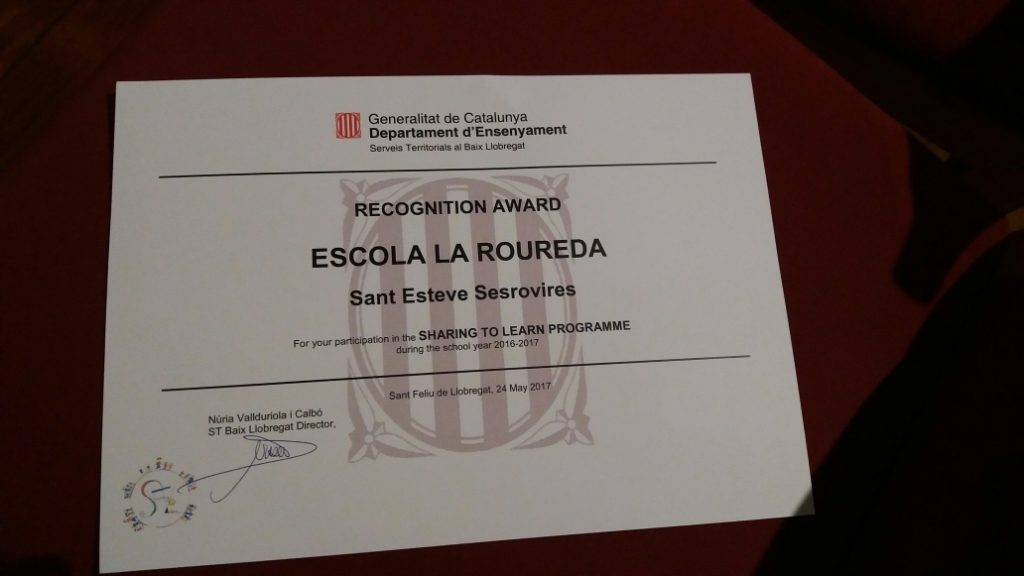 Generalitat de Catalunya
Departament d'Ensenyament
Serveis Territorials al Baix Llobregat
RECOGNITION AWARD
ESCOLA LA ROUREDA
Sant Esteve Sesrovires
For your participation in the SHARING TO LEARN PROGRAMME
during the school year 2016-2017
Sant Feliu de Llobregat, 24 May 2017
Núria Vallduriola i Calbó
ST Baix Llobregat Director,